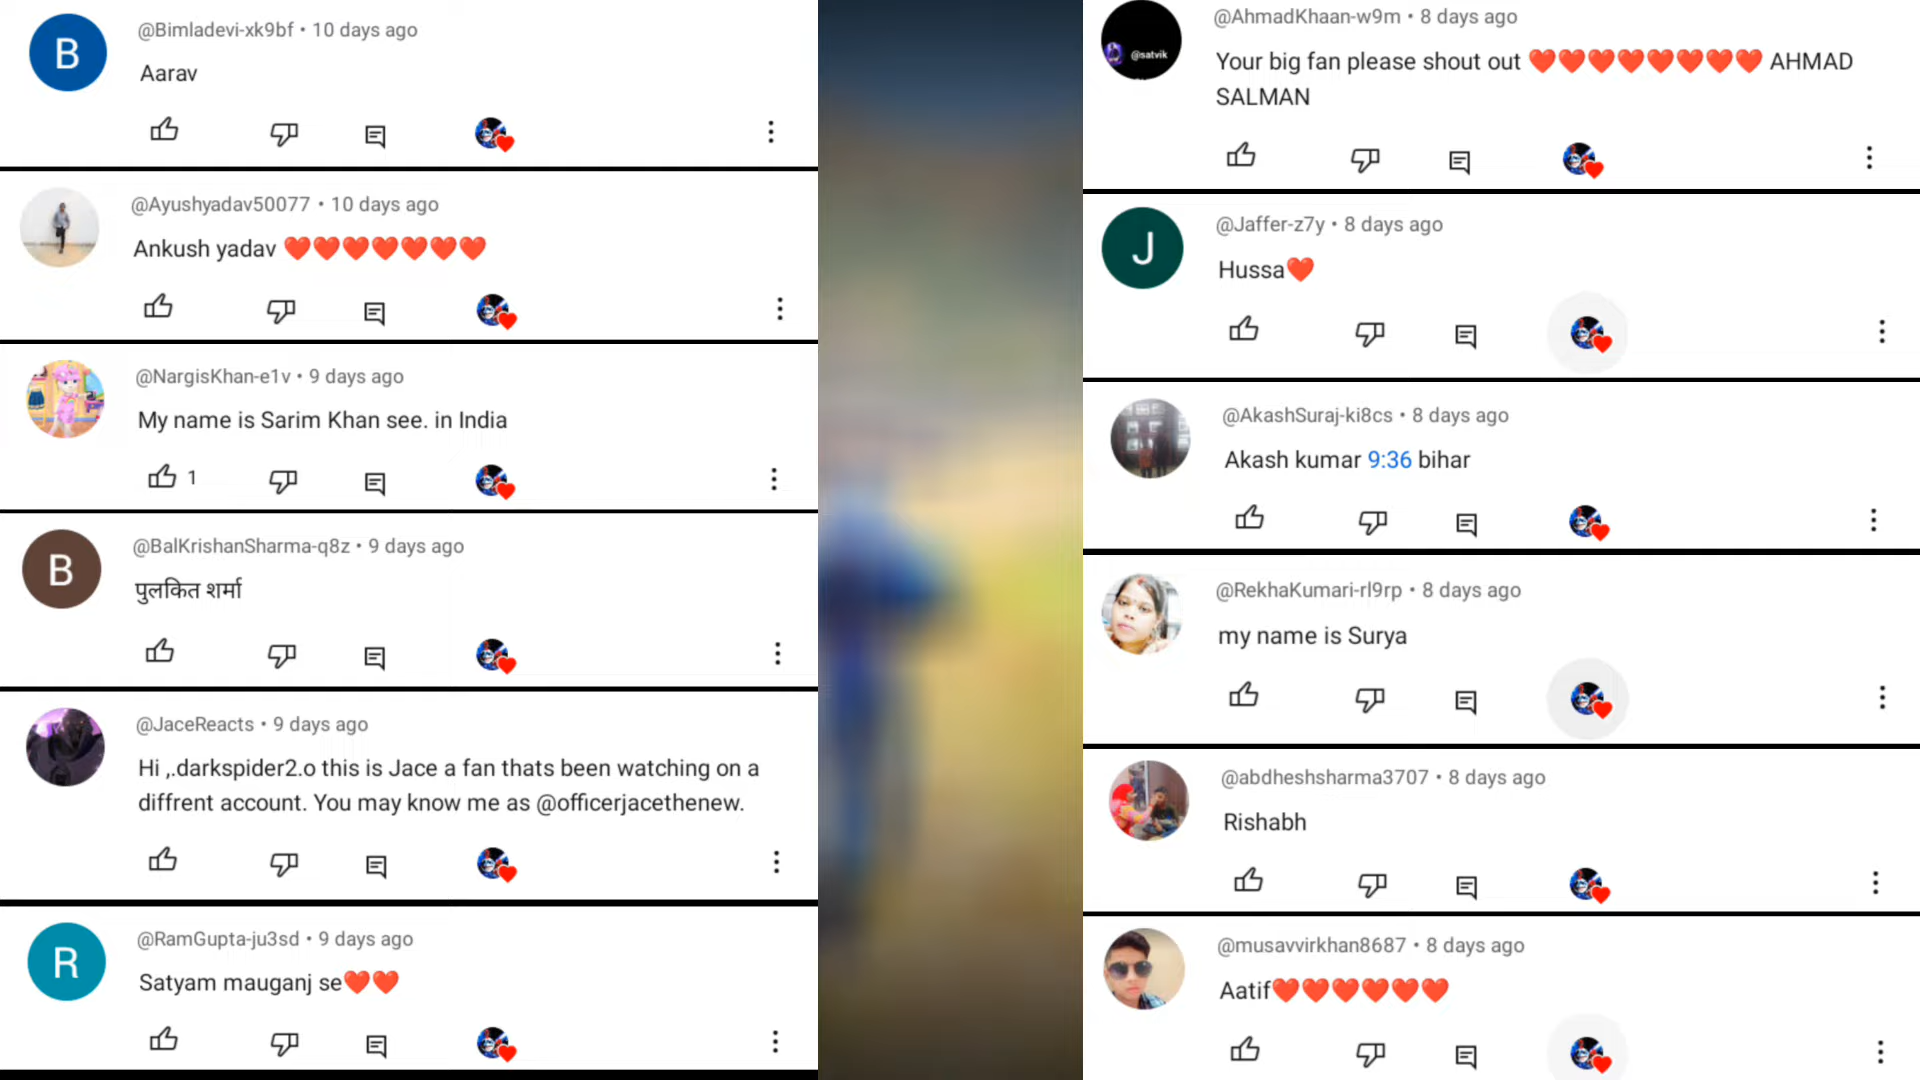 B
@Bimladevi-xk9bf • 10 days ago
Aarav
@Ayushyadav50077 • 10 days ago
Ankush yadav ❤️❤️❤️❤️❤️❤️❤️
@NargisKhan-e1v • 9 days ago
My name is Sarim Khan see. in India
1
B
@BalKrishanSharma-q8z • 9 days ago
पुलकित शर्मा
@JaceReacts • 9 days ago
Hi ,.darkspider2.o this is Jace a fan thats been watching on a
diffrent account. You may know me as @officerjacethenew.
R
@RamGupta-ju3sd • 9 days ago
Satyam mauganj se❤️❤️
@satvik
@AhmadKhaan-w9m • 8 days ago
Your big fan please shout out ❤️❤️❤️❤️❤️❤️❤️❤️ AHMAD
SALMAN
J
@Jaffer-z7y • 8 days ago
Hussa❤️
@AkashSuraj-ki8cs • 8 days ago
Akash kumar 9:36 bihar
@RekhaKumari-rl9rp • 8 days ago
my name is Surya
@abdheshsharma3707 • 8 days ago
Rishabh
@musavvirkhan8687 • 8 days ago
Aatif❤️❤️❤️❤️❤️❤️